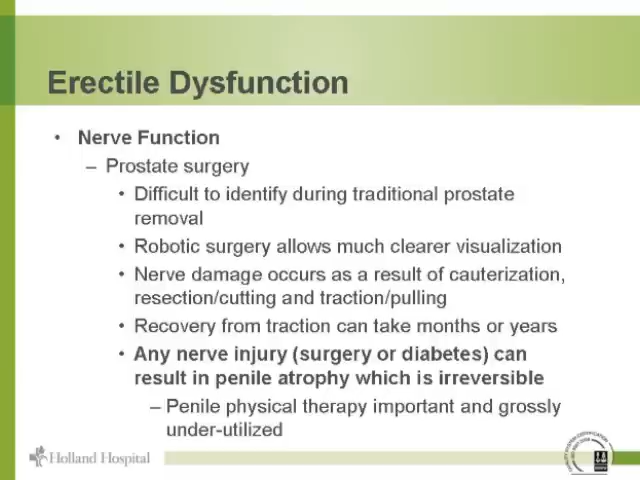 Erectile Dysfunction
• Nerve Function
– Prostate surgery
• Difficult to identify during traditional prostate
removal
• Robotic surgery allows much clearer visualization
• Nerve damage occurs as a result of cauterization,
resection/cutting and traction/pulling
• Recovery from traction can take months or years
• Any nerve injury (surgery or diabetes) can
result in penile atrophy which is irreversible
– Penile physical therapy important and grossly
under-utilized
Holland Hospital